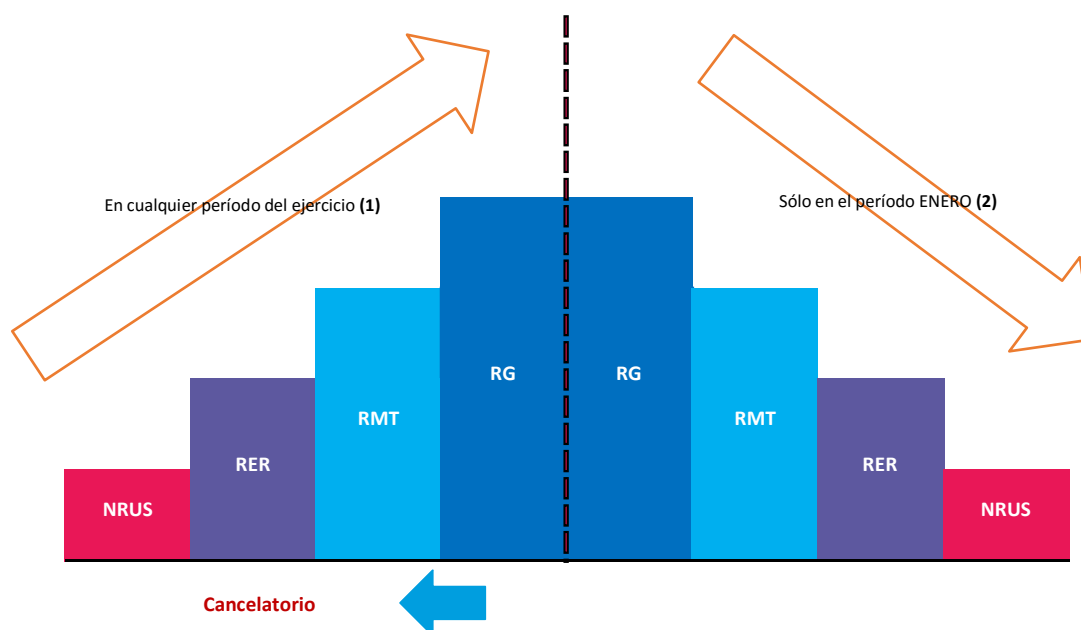 En cualquier período del ejercicio (1)
Sólo en el período ENERO (2)
RG
RG
RMT
RMT
RER
RER
NRUS
NRUS
Cancelatorio